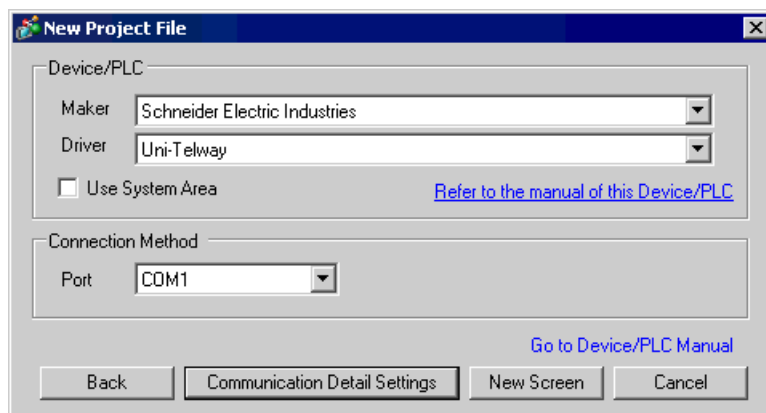 New Project File
Device/PLC
Maker Schneider Electric Industries
Driver Uni-Telway
Use System Area Refer to the manual of this Device/PLC
Connection Method
Port COM1
Go to Device/PLC Manual
Back Communication Detail Settings New Screen Cancel